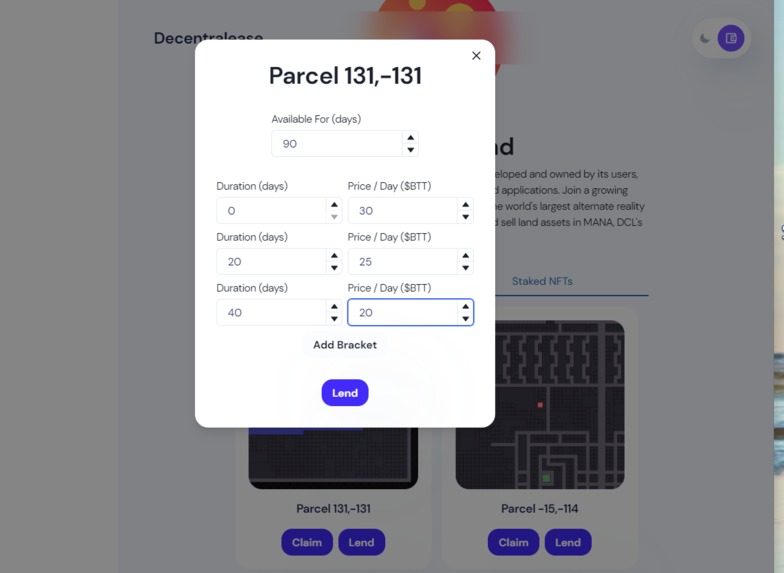 Decentralease
Parcel 131,-131
Available For (days)
90
Duration (days) Price / Day ($BTT)
0 30
Duration (days) Price / Day ($BTT)
20 25
Duration (days) Price / Day ($BTT)
40 20
Add Bracket
Lend
nd
eloped and owned by its users,
d applications. Join a growing
he world's largest alternate reality
d sell land assets in MANA, DCL's
Staked NFTs
Parcel 131,-131 Parcel -15,-114
Claim Lend Claim Lend